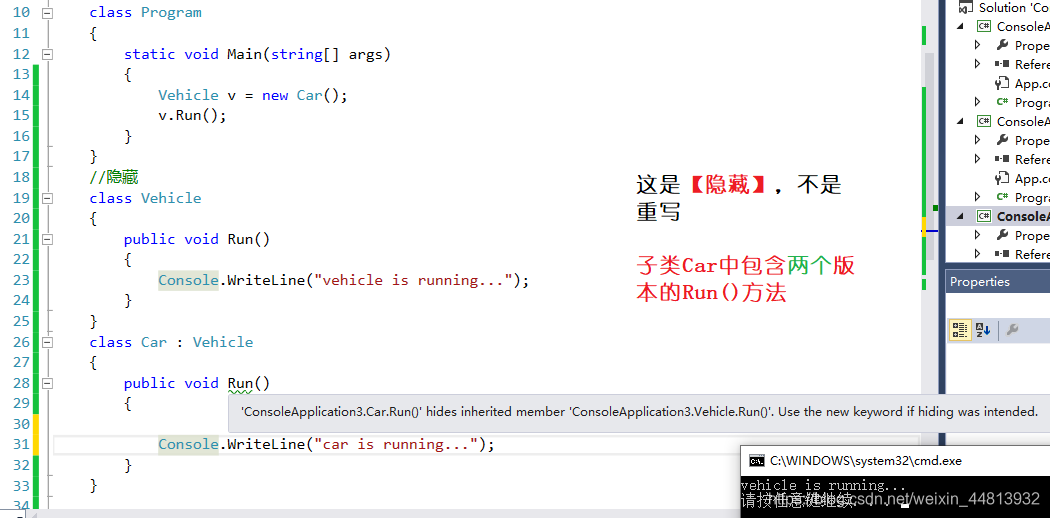 10 class Program
11 {
12 static void Main(string[] args)
13 {
14 Vehicle v = new Car();
15 v.Run();
16 }
17 }
18 //隐藏
19 class Vehicle
20 {
21 public void Run()
22 {
23 Console.WriteLine("vehicle is running...");
24 }
25 }
26 class Car : Vehicle
27 {
28 public void Run()
29 {
'ConsoleApplication3.Car.Run()' hides inherited member 'ConsoleApplication3.Vehicle.Run()'. Use the new keyword if hiding was intended.
30
31 Console.WriteLine("car is running...");
32 }
33 }
34
这是【隐藏】，不是
重写
子类Car中包含两个版
本的Run()方法
Solution 'Co
C# ConsoleA
Prope
Refere
App.co
C# Progra
C# ConsoleA
Prope
Refere
App.co
C# Progra
C# ConsoleA
Prope
Refere
Properties
C:\WINDOWS\system32\cmd.exe
vehicle is running...
请按任意键继续. . .
blog.csdn.net/weixin_44813932